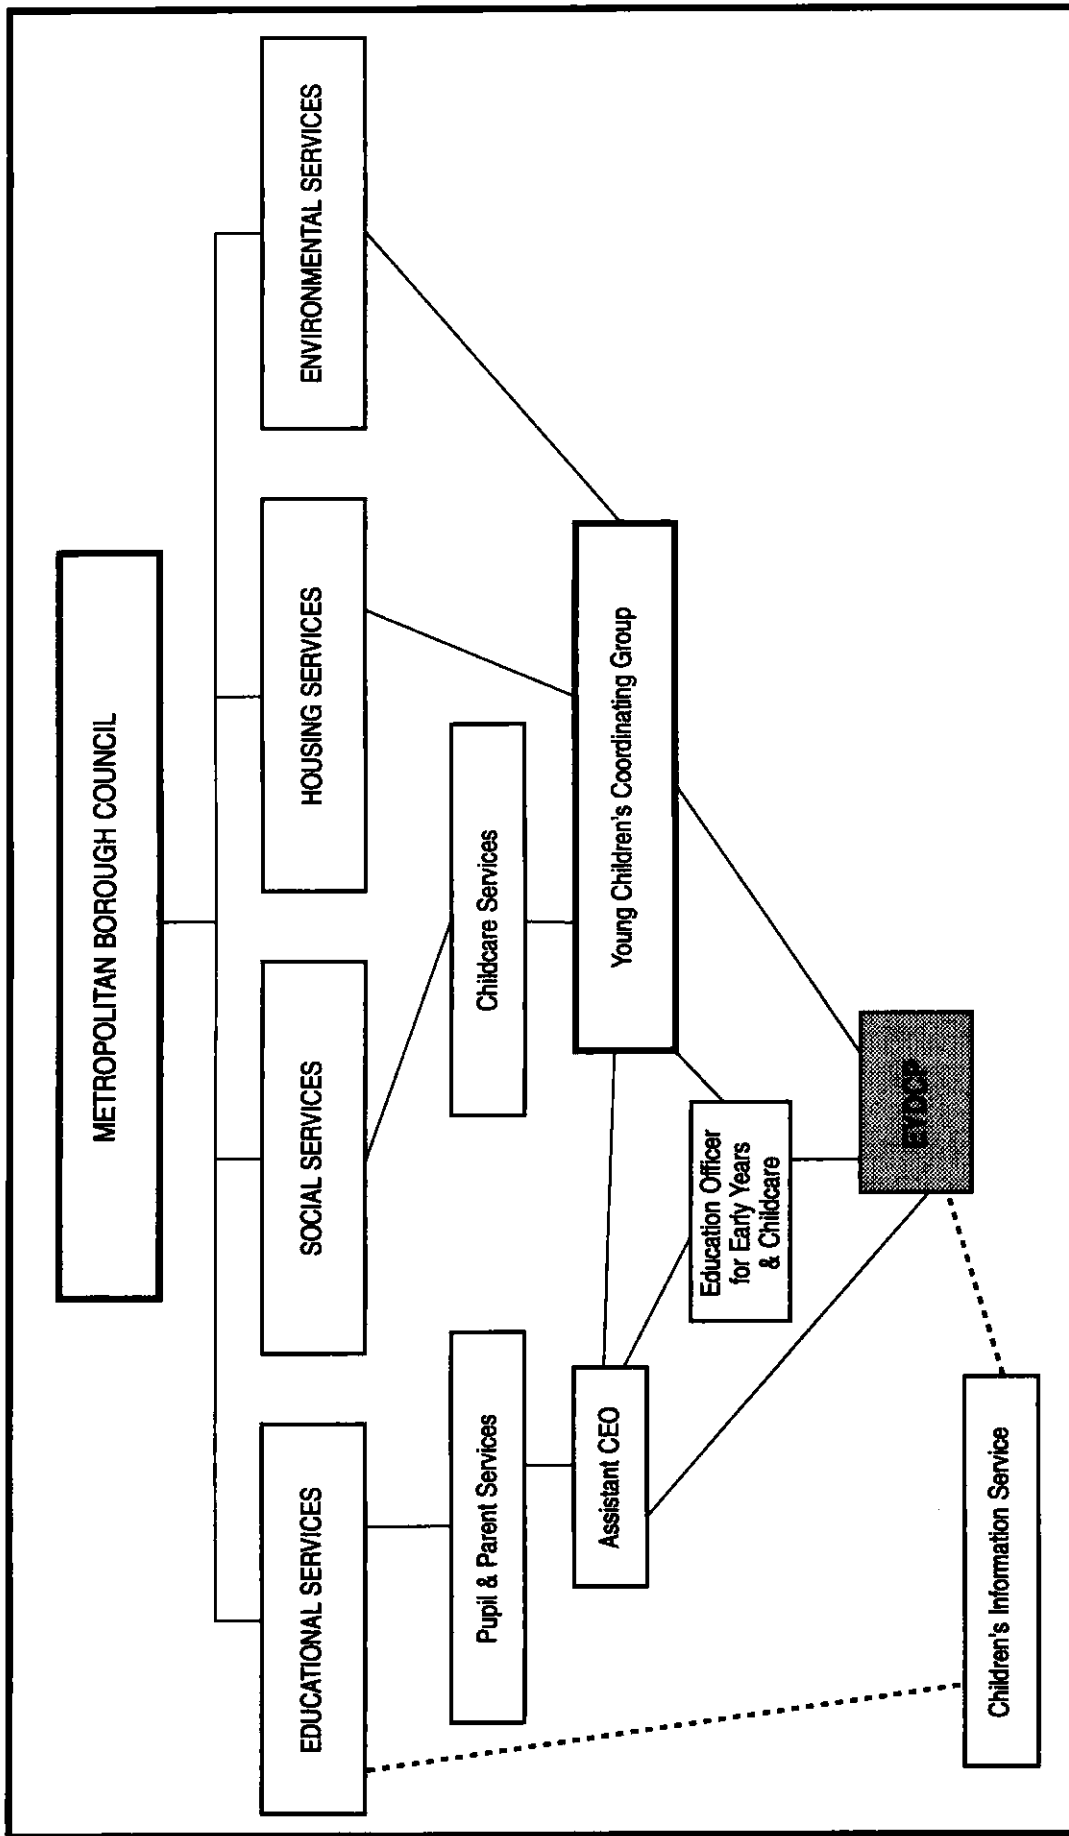 METROPOLITAN BOROUGH COUNCIL
EDUCATIONAL SERVICES
SOCIAL SERVICES
HOUSING SERVICES
ENVIRONMENTAL SERVICES
Pupil & Parent Services
Childcare Services
Assistant CEO
Young Children's Coordinating Group
Education Officer
for Early Years
& Childcare
EYDCP
Children's Information Service